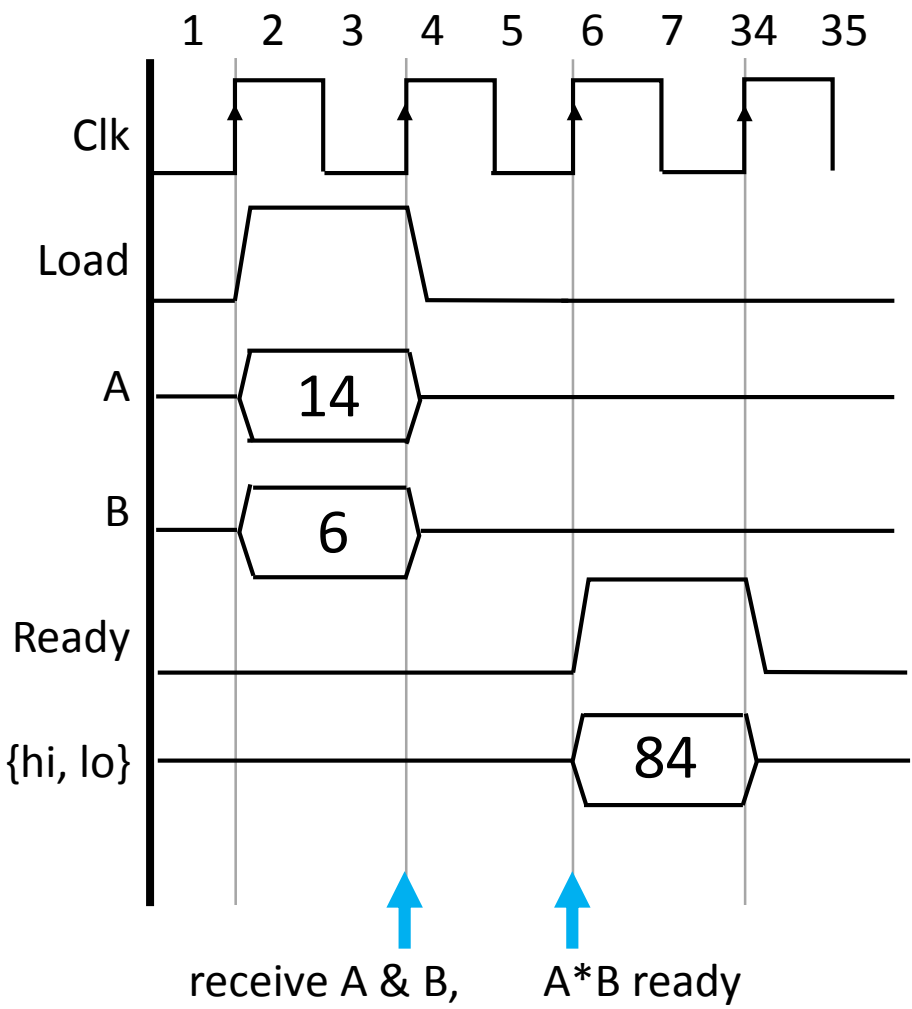 1 2 3 4 5 6 7 34 35
Clk
Load
A 14
B 6
Ready
{hi, lo} 84
receive A & B, A*B ready